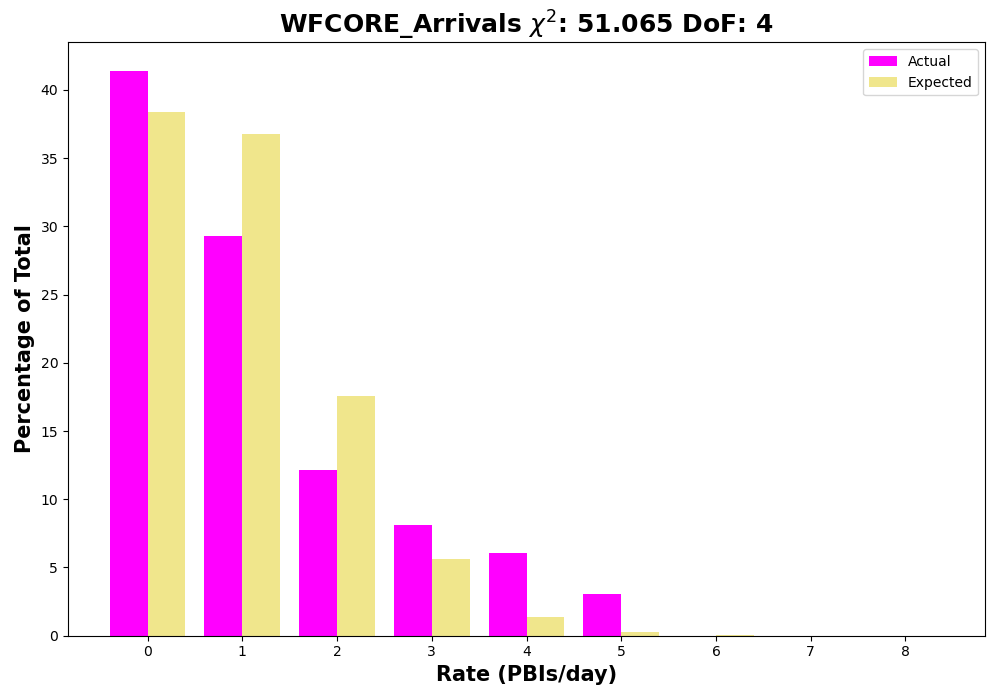 WFCORE_Arrivals χ²: 51.065 DoF: 4
Actual
Expected
Percentage of Total
40
35
30
25
20
15
10
5
0
0 1 2 3 4 5 6 7 8
Rate (PBIs/day)